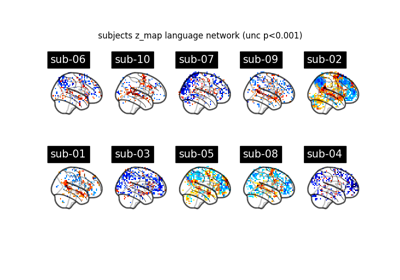 subjects z_map language network (unc p<0.001)
sub-06 sub-10 sub-07 sub-09 sub-02
sub-01 sub-03 sub-05 sub-08 sub-04